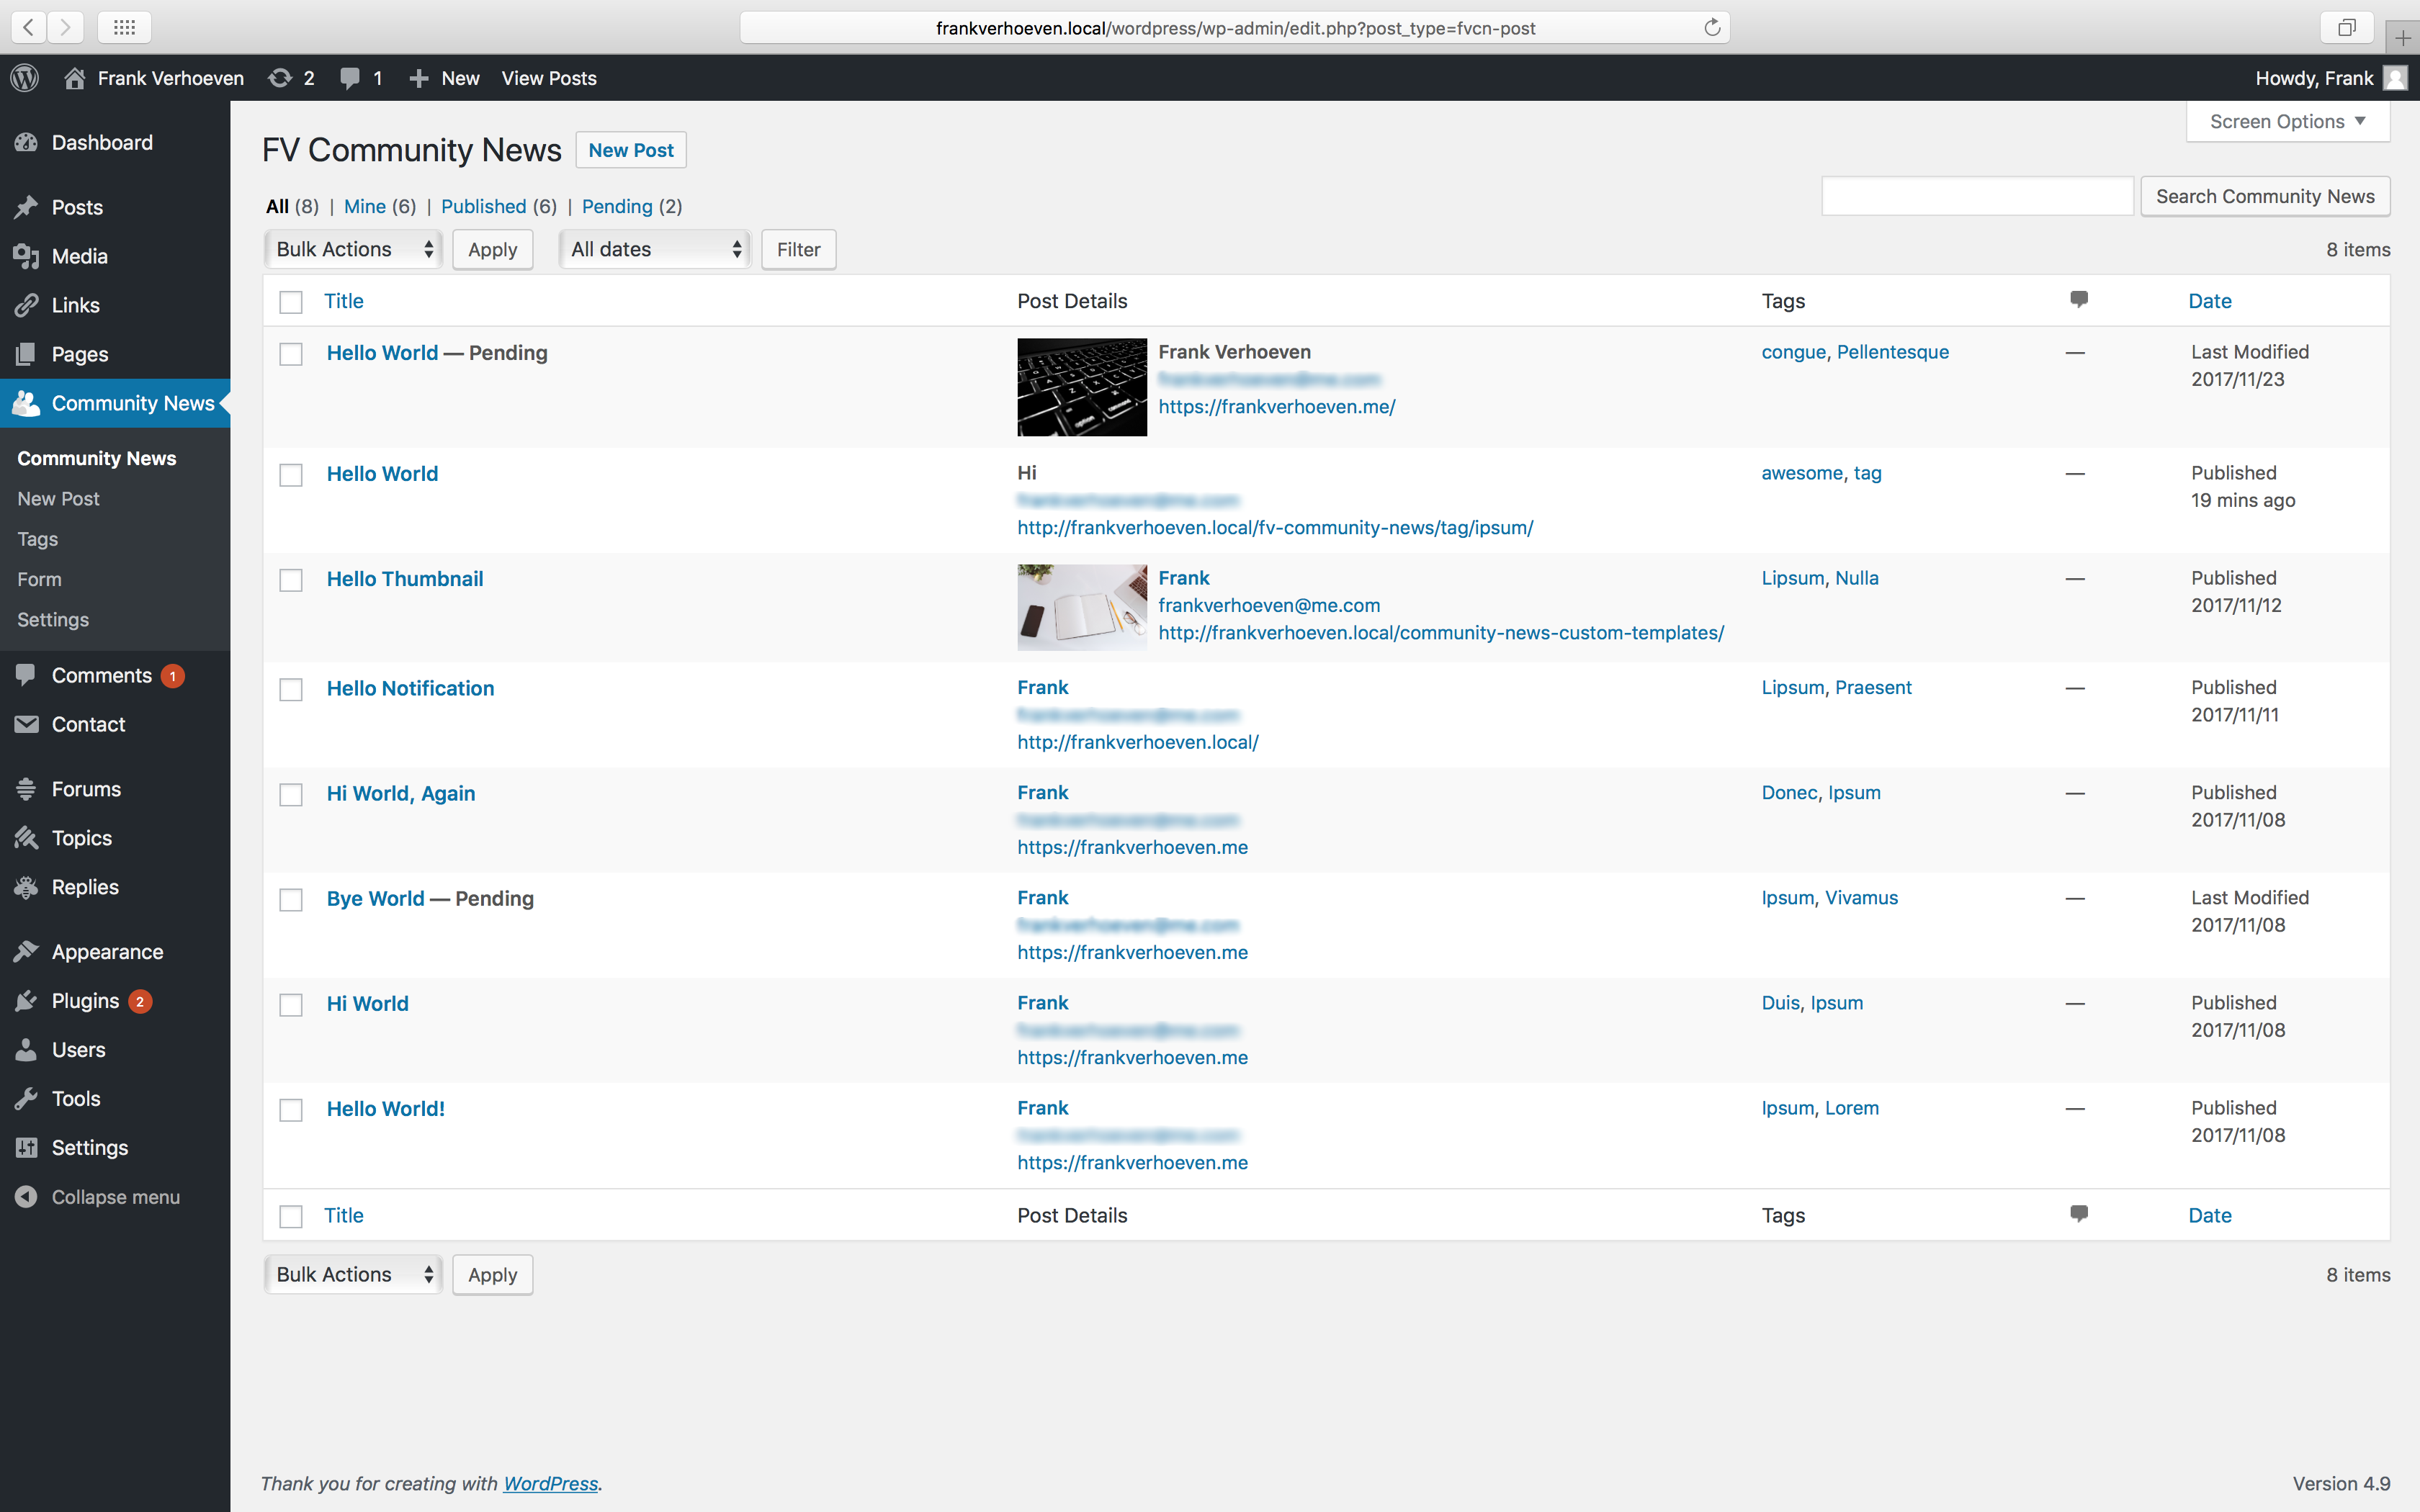 frankverhoeven.local/wordpress/wp-admin/edit.php?post_type=fvcn-post
Frank Verhoeven 2 1 New View Posts Howdy, Frank
Dashboard
Posts
Media
Links
Pages
Community News
Community News
New Post
Tags
Form
Settings
Comments 1
Contact
Forums
Topics
Replies
Appearance
Plugins 2
Users
Tools
Settings
Collapse menu
Screen Options
FV Community News New Post
All (8) | Mine (6) | Published (6) | Pending (2)
Search Community News
Bulk Actions Apply All dates Filter 8 items
Title Post Details Tags Date
Hello World — Pending Frank Verhoeven congue, Pellentesque — Last Modified
2017/11/23
https://frankverhoeven.me/
Hello World Hi awesome, tag — Published
19 mins ago
http://frankverhoeven.local/fv-community-news/tag/ipsum/
Hello Thumbnail Frank Lipsum, Nulla — Published
frankverhoeven@me.com 2017/11/12
http://frankverhoeven.local/community-news-custom-templates/
Hello Notification Frank Lipsum, Praesent — Published
2017/11/11
http://frankverhoeven.local/
Hi World, Again Frank Donec, Ipsum — Published
2017/11/08
https://frankverhoeven.me
Bye World — Pending Frank Ipsum, Vivamus — Last Modified
2017/11/08
https://frankverhoeven.me
Hi World Frank Duis, Ipsum — Published
2017/11/08
https://frankverhoeven.me
Hello World! Frank Ipsum, Lorem — Published
2017/11/08
https://frankverhoeven.me
Title Post Details Tags Date
Bulk Actions Apply 8 items
Thank you for creating with WordPress. Version 4.9